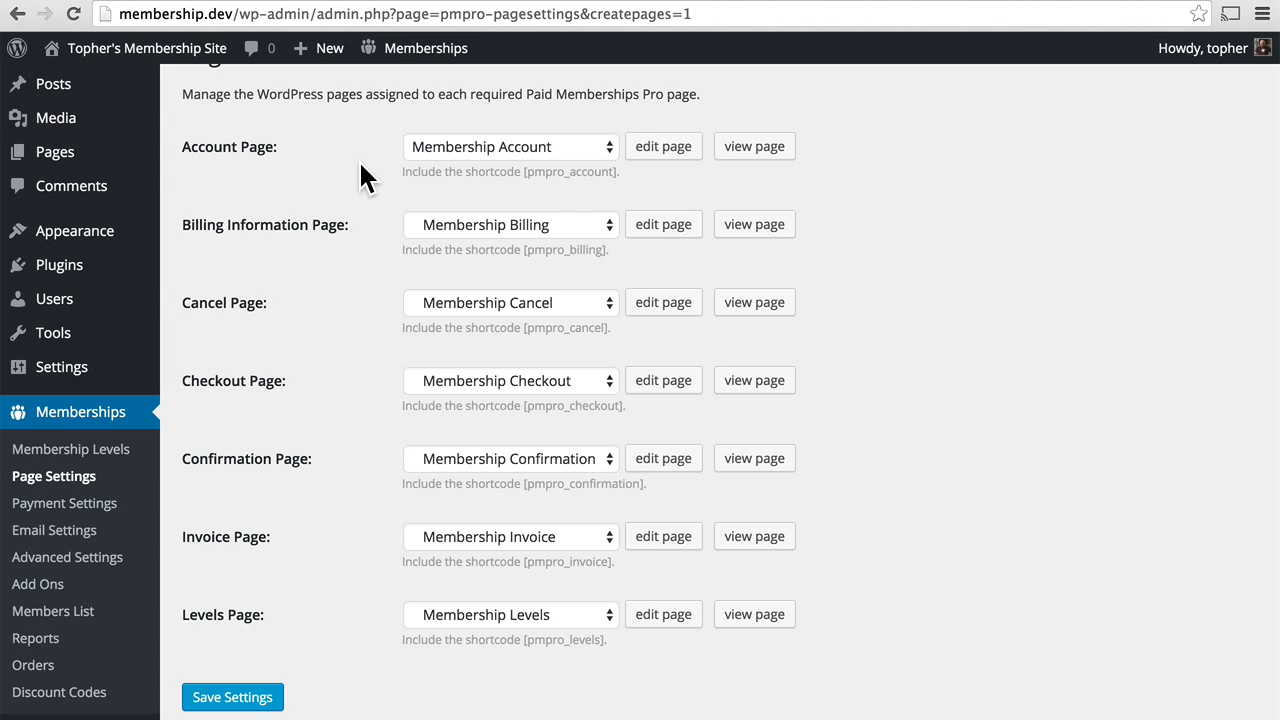 membership.dev/wp-admin/admin.php?page=pmpro-pagesettings&createpages=1
Topher's Membership Site 0 New Memberships Howdy, topher
Posts
Media
Pages
Comments
Appearance
Plugins
Users
Tools
Settings
Memberships
Membership Levels
Page Settings
Payment Settings
Email Settings
Advanced Settings
Add Ons
Members List
Reports
Orders
Discount Codes
Manage the WordPress pages assigned to each required Paid Memberships Pro page.
Account Page: Membership Account edit page view page
Include the shortcode [pmpro_account].
Billing Information Page: Membership Billing edit page view page
Include the shortcode [pmpro_billing].
Cancel Page: Membership Cancel edit page view page
Include the shortcode [pmpro_cancel].
Checkout Page: Membership Checkout edit page view page
Include the shortcode [pmpro_checkout].
Confirmation Page: Membership Confirmation edit page view page
Include the shortcode [pmpro_confirmation].
Invoice Page: Membership Invoice edit page view page
Include the shortcode [pmpro_invoice].
Levels Page: Membership Levels edit page view page
Include the shortcode [pmpro_levels].
Save Settings